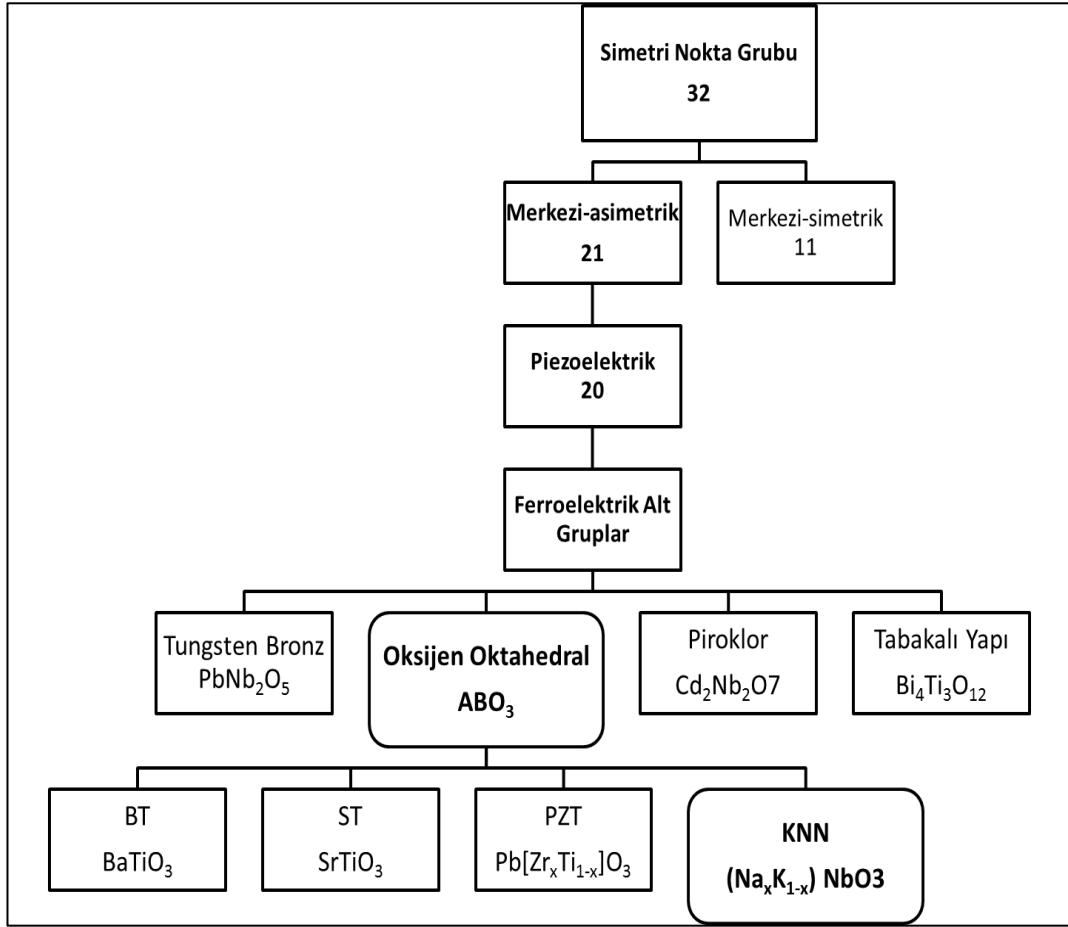 Simetri Nokta Grubu
32
Merkezi-asimetrik
21
Merkezi-simetrik
11
Piezoelektrik
20
Ferroelektrik Alt
Gruplar
Tungsten Bronz
PbNb₂O₅
Oksijen Oktahedral
ABO₃
Piroklor
Cd₂Nb₂O7
Tabakalı Yapı
Bi₄Ti₃O₁₂
BT
BaTiO₃
ST
SrTiO₃
PZT
Pb[ZrₓTi₁₋ₓ]O₃
KNN
(NaₓK₁₋ₓ) NbO3